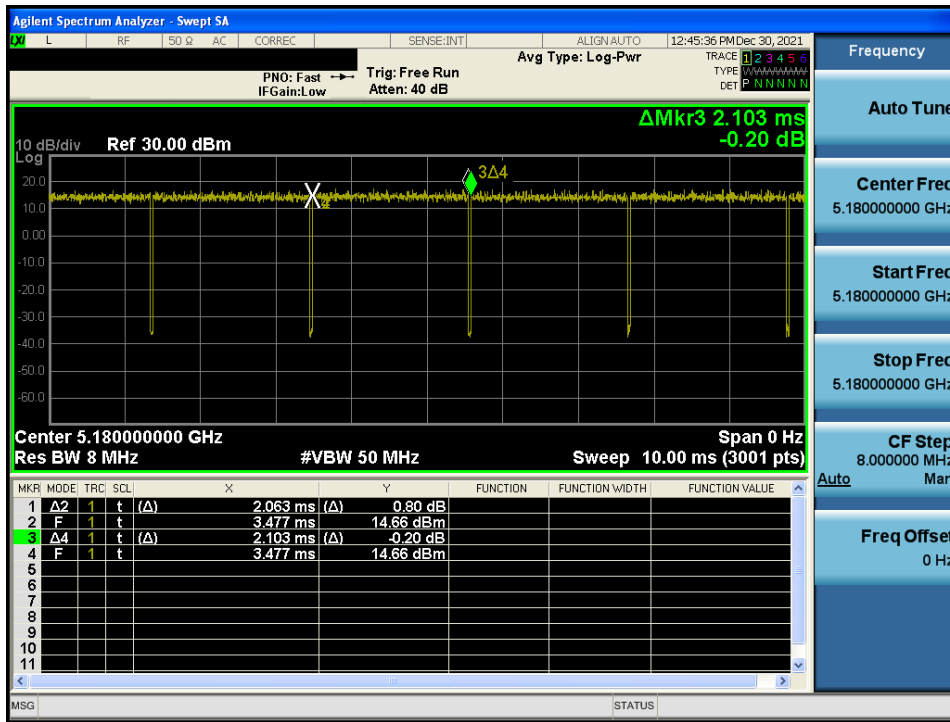 Agilent Spectrum Analyzer - Swept SA
LXI L RF 50 Ω AC CORREC SENSE:INT ALIGN AUTO 12:45:36 PM Dec 30, 2021
Avg Type: Log-Pwr TRACE 1 2 3 4 5 6
PNO: Fast Trig: Free Run TYPE
IFGain:Low Atten: 40 dB DET P N N N N N
ΔMkr3 2.103 ms
-0.20 dB
10 dB/div Ref 30.00 dBm
Log
3Δ4
20.0
4
10.0
0.00
-10.0
-20.0
-30.0
-40.0
-50.0
-60.0
Center 5.180000000 GHz Span 0 Hz
Res BW 8 MHz #VBW 50 MHz Sweep 10.00 ms (3001 pts)
MKR MODE TRC SCL X Y FUNCTION FUNCTION WIDTH FUNCTION VALUE
1 Δ2 1 t (Δ) 2.063 ms (Δ) 0.80 dB
2 F 1 t 3.477 ms 14.66 dBm
3 Δ4 1 t (Δ) 2.103 ms (Δ) -0.20 dB
4 F 1 t 3.477 ms 14.66 dBm
5
6
7
8
9
10
11
MSG STATUS
Frequency
Auto Tune
Center Freq
5.180000000 GHz
Start Freq
5.180000000 GHz
Stop Freq
5.180000000 GHz
CF Step
8.000000 MHz
Auto Man
Freq Offset
0 Hz